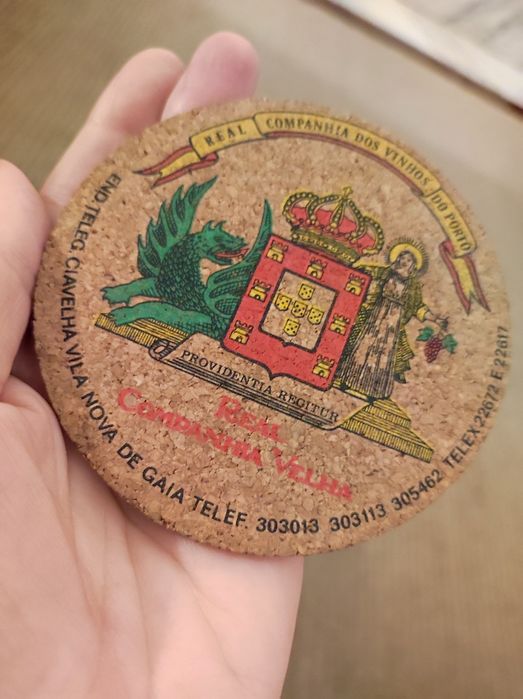 REAL COMPANHIA DOS VINHOS DO PORTO
PROVIDENTIA REGITUR
REAL
COMPANHIA VELHA
END. TELEG. CIAVELHA VILA NOVA DE GAIA TELEF. 303013 303113 305462 TELEX 22672 E 22617